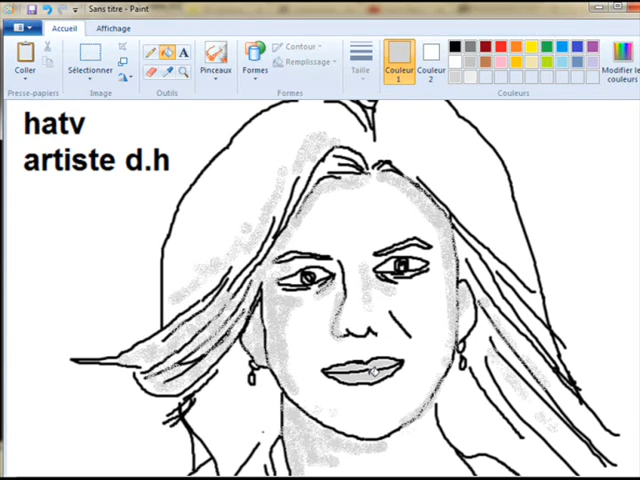 Sans titre - Paint
Accueil
Affichage
Coller
Sélectionner
Pinceaux
Formes
Contour
Remplissage
Taille
Couleur 1
Couleur 2
Modifier les couleurs
Presse-papiers
Image
Outils
Formes
Couleurs
hatv
artiste d.h